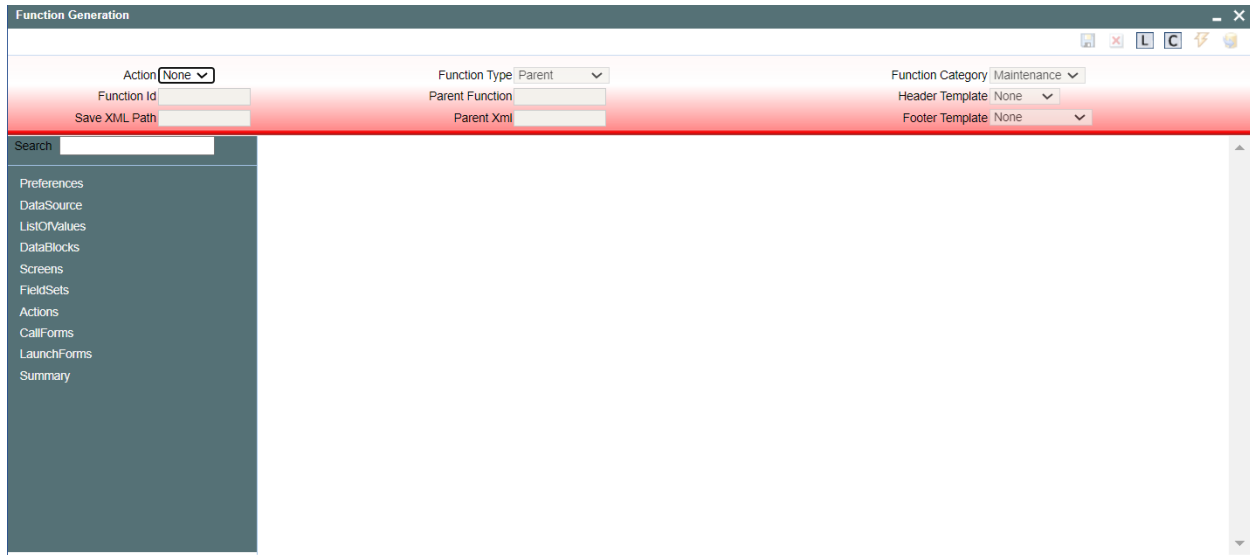 Function Generation
L C
Action None Function Type Parent Function Category Maintenance
Function Id Parent Function Header Template None
Save XML Path Parent Xml Footer Template None
Search
Preferences
DataSource
ListOfValues
DataBlocks
Screens
FieldSets
Actions
CallForms
LaunchForms
Summary